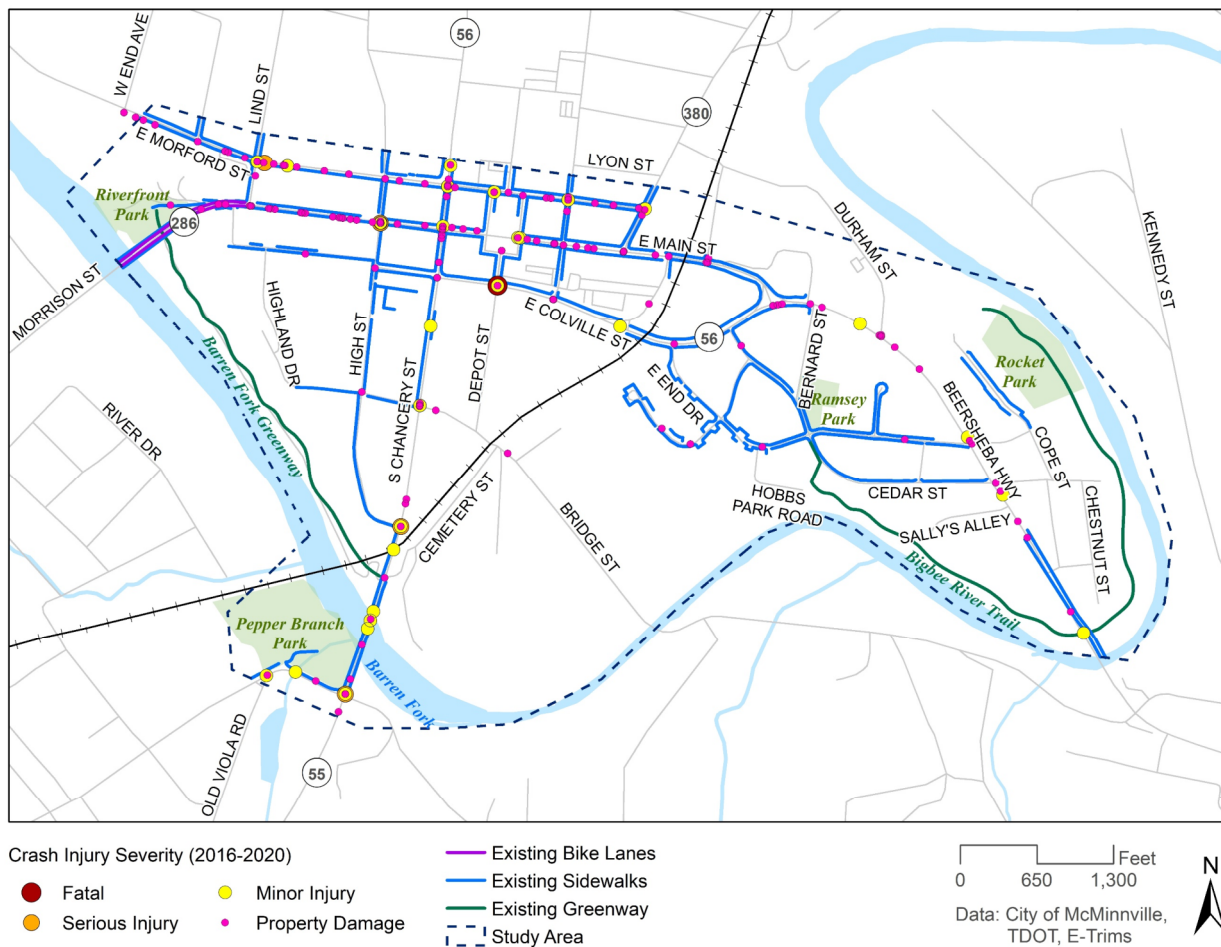 W END AVE
LIND ST
56
380
E MORFORD ST
LYON ST
Riverfront
Park
286
E MAIN ST
DURHAM ST
KENNEDY ST
MORRISON ST
HIGHLAND DR
HIGH ST
S CHANCERY ST
DEPOT ST
E COLVILLE ST
56
BERNARD ST
Rocket
Park
Barren Fork Greenway
E END DR
Ramsey
Park
BEERSHEBA HWY
COPE ST
RIVER DR
CEMETERY ST
BRIDGE ST
HOBBS
PARK ROAD
CEDAR ST
SALLY'S ALLEY
CHESTNUT ST
Bigbee River Trail
Pepper Branch
Park
Barren Fork
OLD VIOLA RD
55
Crash Injury Severity (2016-2020)
Fatal
Serious Injury
Minor Injury
Property Damage
Existing Bike Lanes
Existing Sidewalks
Existing Greenway
Study Area
Feet
0 650 1,300
Data: City of McMinnville,
TDOT, E-Trims
N